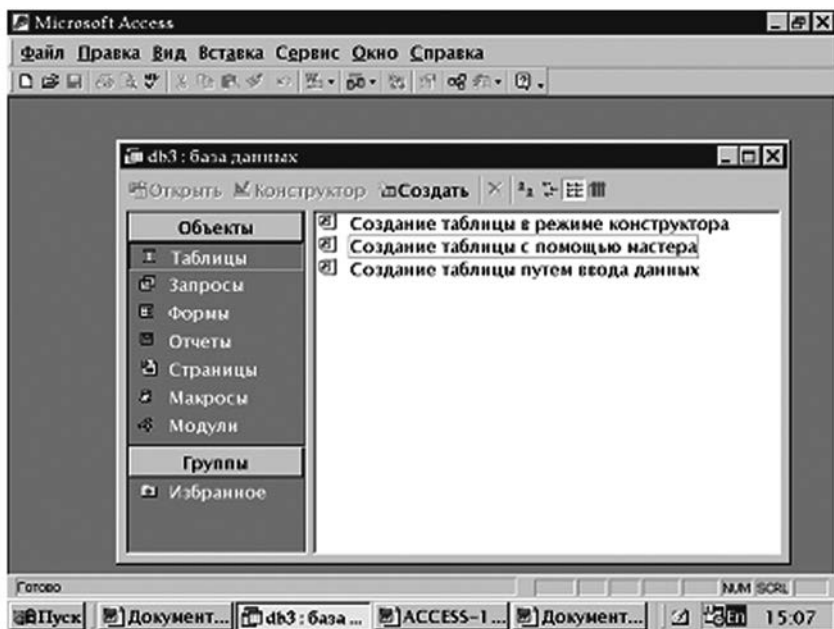 Microsoft Access
Файл Правка Вид Вставка Сервис Окно Справка
db3 : база данных
Открыть Конструктор Создать
Объекты
Таблицы
Запросы
Формы
Отчеты
Страницы
Макросы
Модули
Группы
Избранное
Создание таблицы в режиме конструктора
Создание таблицы с помощью мастера
Создание таблицы путем ввода данных
Готово NUM SCRL
Пуск Документ... db3 : база ... ACCESS-1... Документ... En 15:07